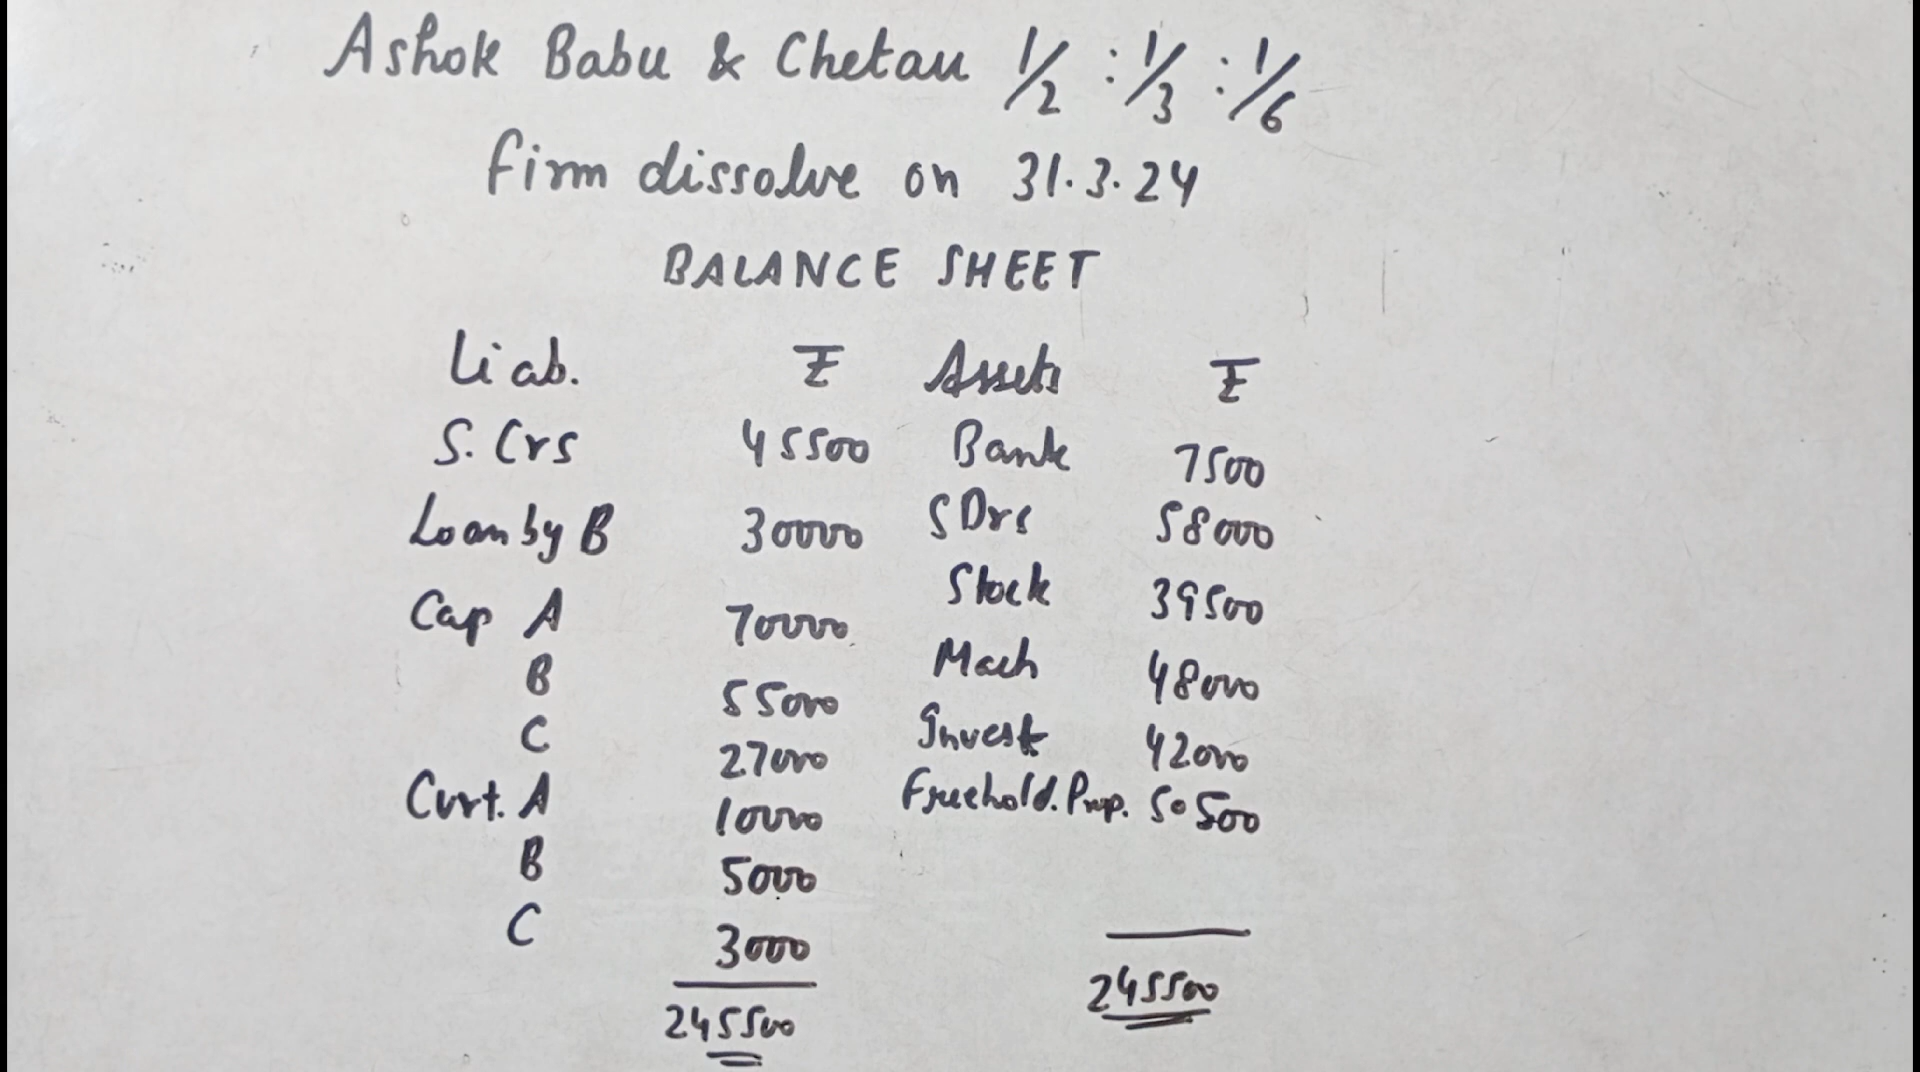 Ashok Babu & Chetan 1/2 : 1/3 : 1/6
firm dissolve on 31.3.24
BALANCE SHEET
Liab. ₹ Assets ₹
S. Crs 45500 Bank 7500
Loan by B 30000 S Drs 58000
Cap A 70000 Stock 39500
B 55000 Mach 48000
C 27000 Invest 42000
Curt. A 10000 Freehold. Prop. 50500
B 5000
C 3000
245500 245500